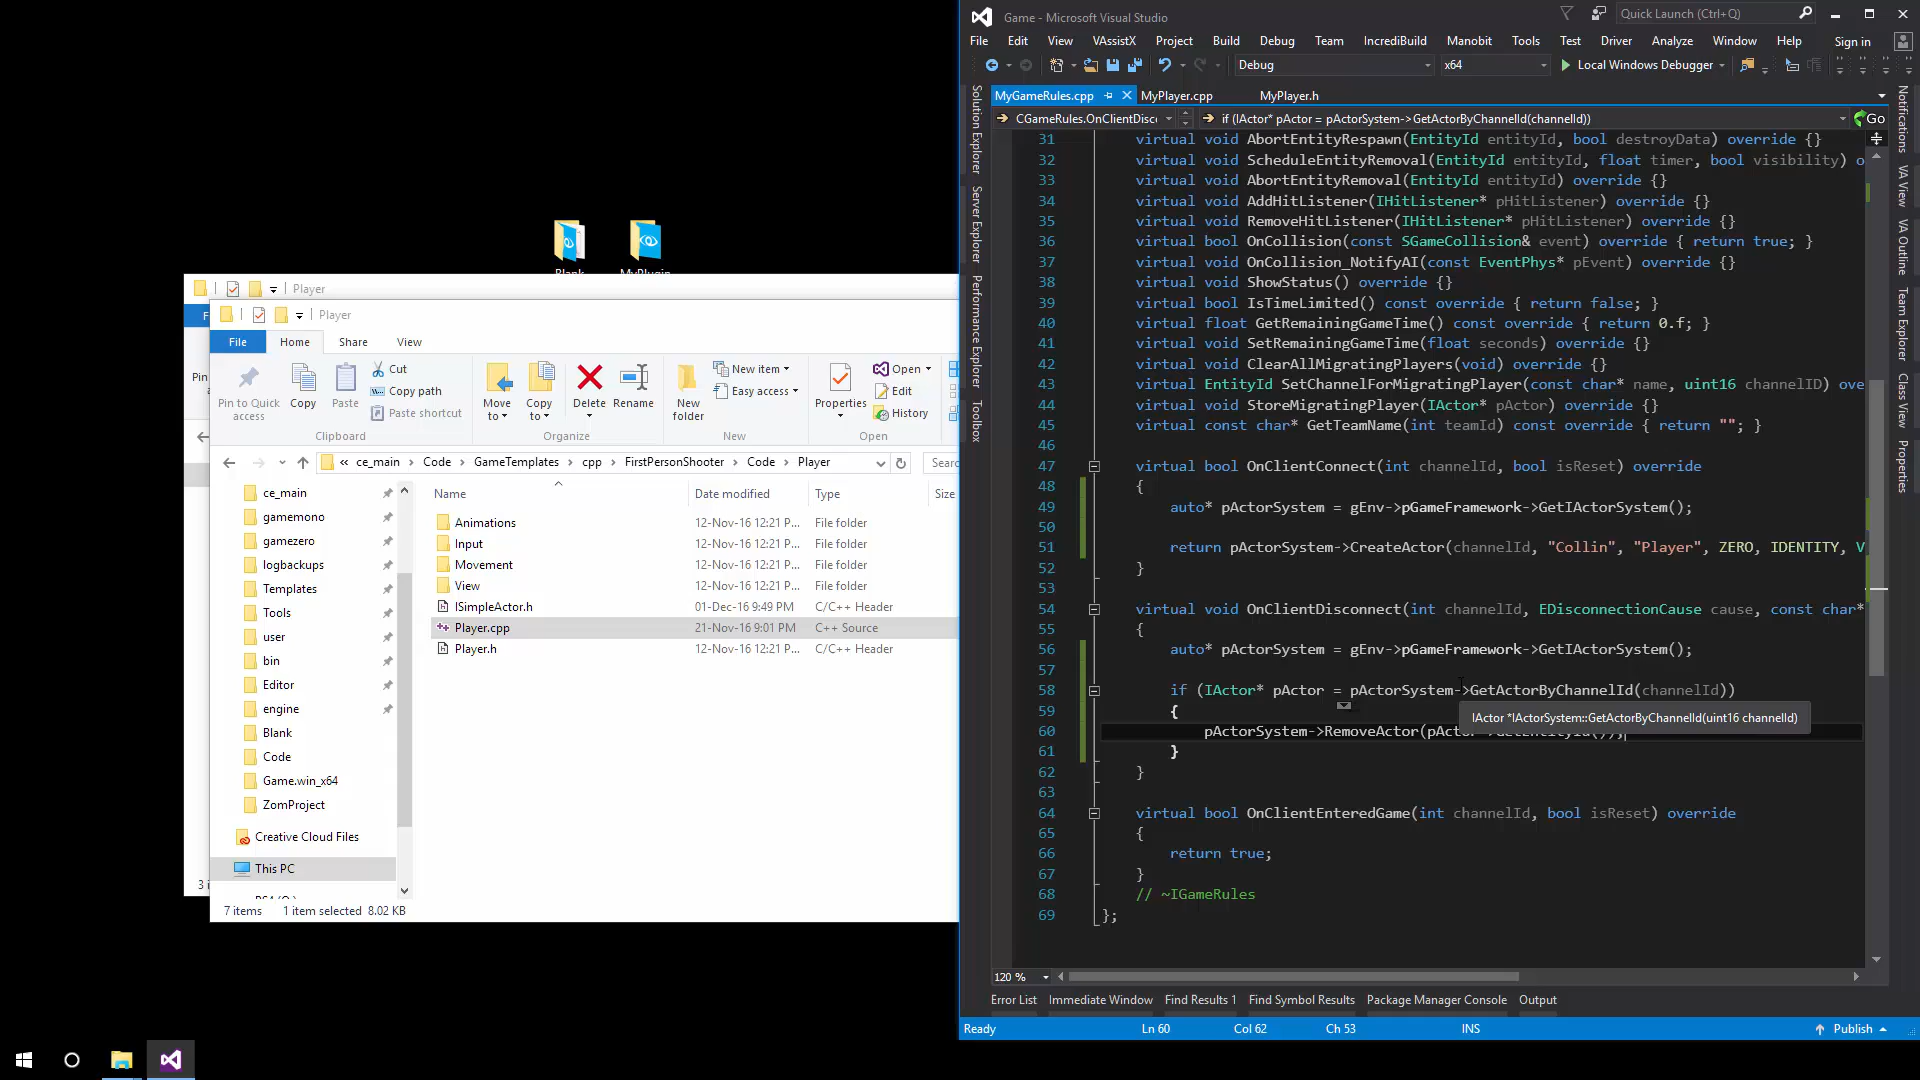 Blank
MyPlugin
Player
Player
File
Home
Share
View
Pin to Quick access
Copy
Paste
Cut
Copy path
Paste shortcut
Move to
Copy to
Delete
Rename
New folder
New item
Easy access
Properties
Open
Edit
History
Clipboard
Organize
New
Open
« ce_main
Code
GameTemplates
cpp
FirstPersonShooter
Code
Player
Name
Date modified
Type
Size
ce_main
gamemono
gamezero
logbackups
Templates
Tools
user
bin
Editor
engine
Blank
Code
Game.win_x64
ZomProject
Creative Cloud Files
This PC
Animations 12-Nov-16 12:21 P... File folder
Input 12-Nov-16 12:21 P... File folder
Movement 12-Nov-16 12:21 P... File folder
View 12-Nov-16 12:21 P... File folder
ISimpleActor.h 01-Dec-16 9:49 PM C/C++ Header
Player.cpp 21-Nov-16 9:01 PM C++ Source
Player.h 12-Nov-16 12:21 P... C/C++ Header
7 items 1 item selected 8.02 KB
Game - Microsoft Visual Studio
Quick Launch (Ctrl+Q)
File Edit View VAssistX Project Build Debug Team IncrediBuild Manobit Tools Test Driver Analyze Window Help Sign in
Debug x64 Local Windows Debugger
MyGameRules.cpp MyPlayer.cpp MyPlayer.h
CGameRules.OnClientDisc if (IActor* pActor = pActorSystem->GetActorByChannelId(channelId)) Go
31 virtual void AbortEntityRespawn(EntityId entityId, bool destroyData) override {}
32 virtual void ScheduleEntityRemoval(EntityId entityId, float timer, bool visibility) o
33 virtual void AbortEntityRemoval(EntityId entityId) override {}
34 virtual void AddHitListener(IHitListener* pHitListener) override {}
35 virtual void RemoveHitListener(IHitListener* pHitListener) override {}
36 virtual bool OnCollision(const SGameCollision& event) override { return true; }
37 virtual void OnCollision_NotifyAI(const EventPhys* pEvent) override {}
38 virtual void ShowStatus() override {}
39 virtual bool IsTimeLimited() const override { return false; }
40 virtual float GetRemainingGameTime() const override { return 0.f; }
41 virtual void SetRemainingGameTime(float seconds) override {}
42 virtual void ClearAllMigratingPlayers(void) override {}
43 virtual EntityId SetChannelForMigratingPlayer(const char* name, uint16 channelID) ove
44 virtual void StoreMigratingPlayer(IActor* pActor) override {}
45 virtual const char* GetTeamName(int teamId) const override { return ""; }
46
47 virtual bool OnClientConnect(int channelId, bool isReset) override
48 {
49 auto* pActorSystem = gEnv->pGameFramework->GetIActorSystem();
50
51 return pActorSystem->CreateActor(channelId, "Collin", "Player", ZERO, IDENTITY, V
52 }
53
54 virtual void OnClientDisconnect(int channelId, EDisconnectionCause cause, const char*
55 {
56 auto* pActorSystem = gEnv->pGameFramework->GetIActorSystem();
57
58 if (IActor* pActor = pActorSystem->GetActorByChannelId(channelId))
59 {
IActor *IActorSystem::GetActorByChannelId(uint16 channelId)
60 pActorSystem->RemoveActor(pActor->GetEntityId());
61 }
62 }
63
64 virtual bool OnClientEnteredGame(int channelId, bool isReset) override
65 {
66 return true;
67 }
68 // ~IGameRules
69 };
120 %
Error List Immediate Window Find Results 1 Find Symbol Results Package Manager Console Output
Ready Ln 60 Col 62 Ch 53 INS Publish
Solution Explorer
Server Explorer
Performance Explorer
Toolbox
Notifications
VA View
VA Outline
Team Explorer
Class View
Properties